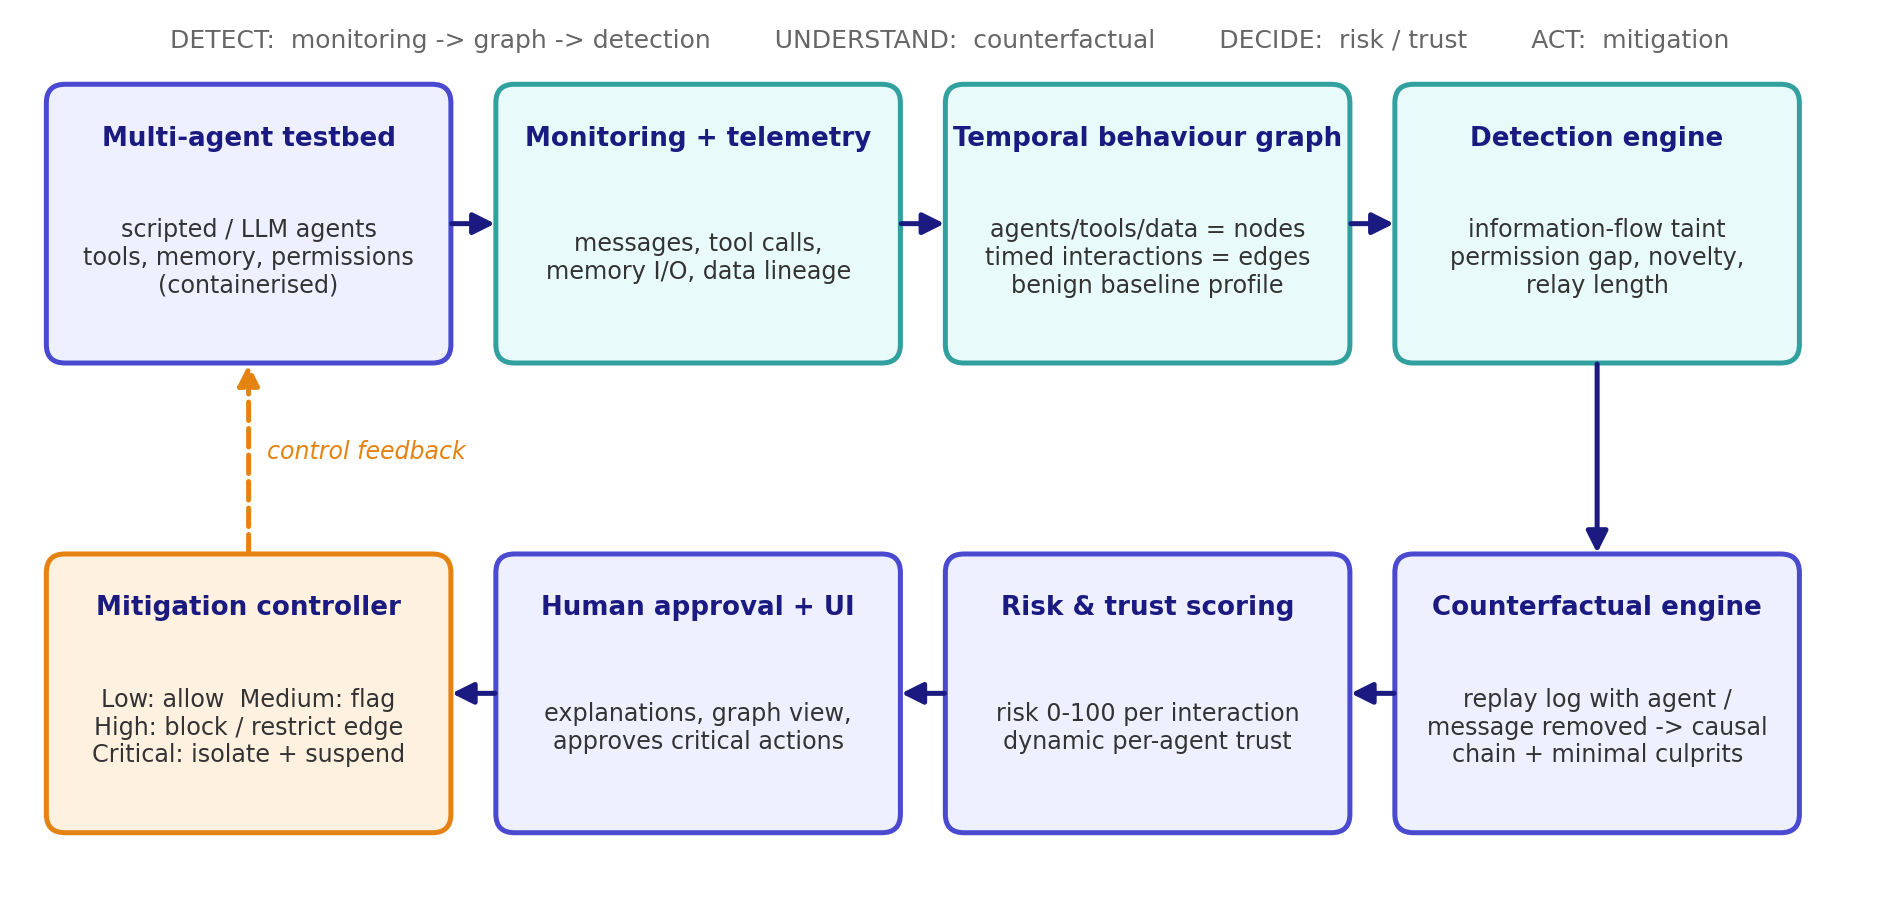 DETECT:  monitoring -> graph -> detection        UNDERSTAND:  counterfactual        DECIDE:  risk / trust        ACT:  mitigation
Multi-agent testbed
scripted / LLM agents
tools, memory, permissions
(containerised)
Monitoring + telemetry
messages, tool calls,
memory I/O, data lineage
Temporal behaviour graph
agents/tools/data = nodes
timed interactions = edges
benign baseline profile
Detection engine
information-flow taint
permission gap, novelty,
relay length
control feedback
Mitigation controller
Low: allow  Medium: flag
High: block / restrict edge
Critical: isolate + suspend
Human approval + UI
explanations, graph view,
approves critical actions
Risk & trust scoring
risk 0-100 per interaction
dynamic per-agent trust
Counterfactual engine
replay log with agent /
message removed -> causal
chain + minimal culprits